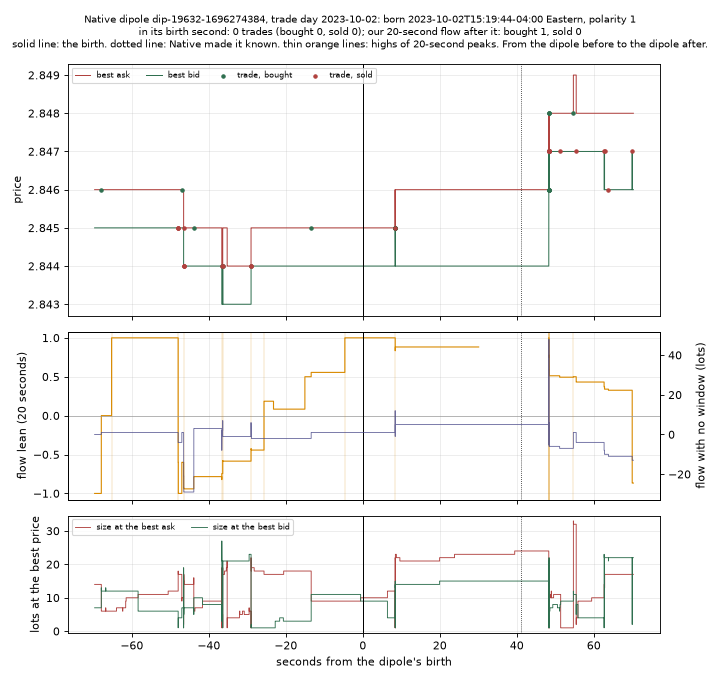 Native dipole dip-19632-1696274384, trade day 2023-10-02: born 2023-10-02T15:19:44-04:00 Eastern, polarity 1
in its birth second: 0 trades (bought 0, sold 0); our 20-second flow after it: bought 1, sold 0
solid line: the birth. dotted line: Native made it known. thin orange lines: highs of 20-second peaks. From the dipole before to the dipole after.
best ask
best bid
trade, bought
trade, sold
2.849
2.848
2.847
2.846
2.845
2.844
2.843
price
1.0
0.5
0.0
−0.5
−1.0
flow lean (20 seconds)
40
20
0
−20
flow with no window (lots)
size at the best ask
size at the best bid
30
20
10
0
lots at the best price
−60
−40
−20
0
20
40
60
seconds from the dipole's birth